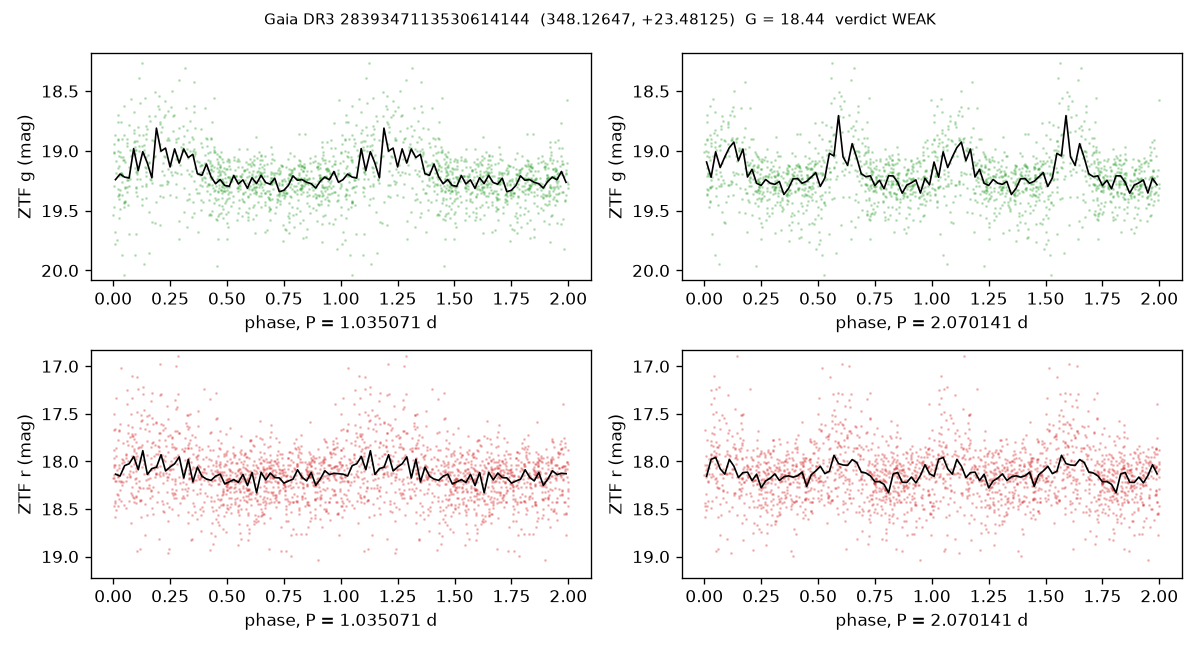 Gaia DR3 2839347113530614144 (348.12647, +23.48125) G = 18.44 verdict WEAK
ZTF g (mag)
18.5
19.0
19.5
20.0
0.00 0.25 0.50 0.75 1.00 1.25 1.50 1.75 2.00
phase, P = 1.035071 d
ZTF g (mag)
18.5
19.0
19.5
20.0
0.00 0.25 0.50 0.75 1.00 1.25 1.50 1.75 2.00
phase, P = 2.070141 d
ZTF r (mag)
17.0
17.5
18.0
18.5
19.0
0.00 0.25 0.50 0.75 1.00 1.25 1.50 1.75 2.00
phase, P = 1.035071 d
ZTF r (mag)
17.0
17.5
18.0
18.5
19.0
0.00 0.25 0.50 0.75 1.00 1.25 1.50 1.75 2.00
phase, P = 2.070141 d